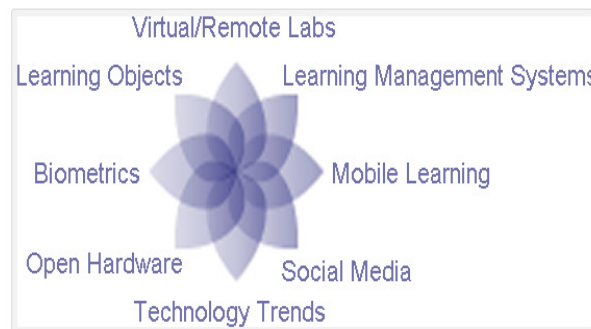 Virtual/Remote Labs
Learning Objects
Learning Management Systems
Biometrics
Mobile Learning
Open Hardware
Social Media
Technology Trends